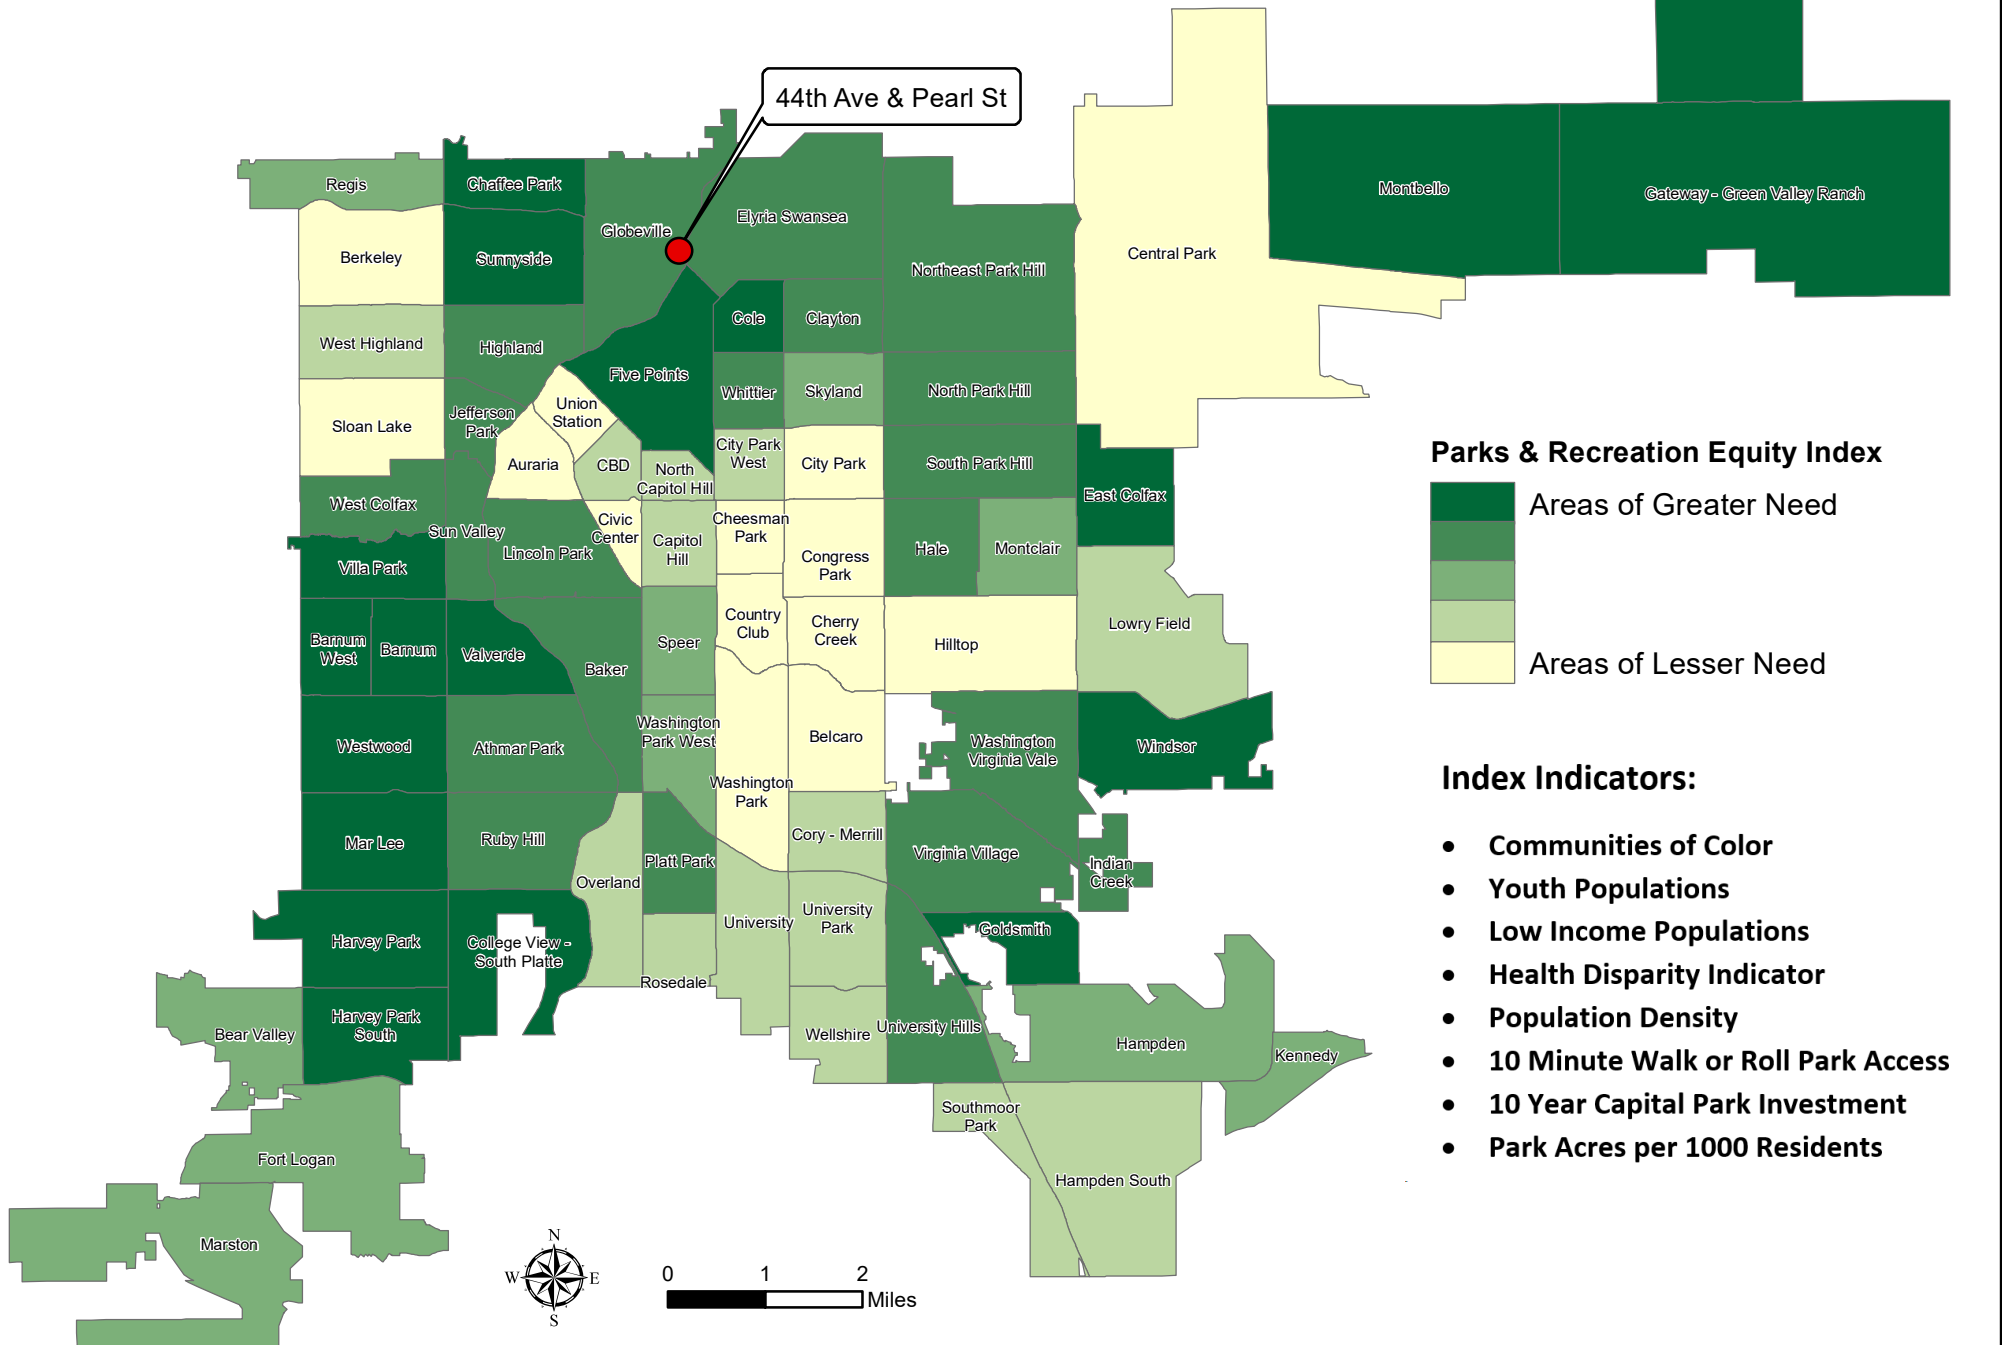 44th Ave & Pearl St
Regis
Chaffee Park
Globeville
Elyria Swansea
Berkeley
Sunnyside
Northeast Park Hill
Central Park
Montbello
Gateway - Green Valley Ranch
West Highland
Highland
Cole
Clayton
Five Points
Whittier
Skyland
North Park Hill
Sloan Lake
Jefferson
Park
Union
Station
Auraria
CBD
North
Capitol Hill
City Park
West
City Park
South Park Hill
East Colfax
West Colfax
Sun Valley
Lincoln Park
Civic
Center
Capitol
Hill
Cheesman
Park
Congress
Park
Hale
Montclair
Villa Park
Barnum
West
Barnum
Valverde
Baker
Speer
Country
Club
Cherry
Creek
Hilltop
Lowry Field
Westwood
Athmar Park
Washington
Park West
Washington
Park
Belcaro
Washington
Virginia Vale
Windsor
Mar Lee
Ruby Hill
Overland
Platt Park
Cory - Merrill
Virginia Village
Indian
Creek
Harvey Park
College View -
South Platte
Rosedale
University
University
Park
Goldsmith
Bear Valley
Harvey Park
South
Wellshire
University Hills
Hampden
Kennedy
Fort Logan
Southmoor
Park
Hampden South
Marston
Parks & Recreation Equity Index
Areas of Greater Need
Areas of Lesser Need
Index Indicators:
• Communities of Color
• Youth Populations
• Low Income Populations
• Health Disparity Indicator
• Population Density
• 10 Minute Walk or Roll Park Access
• 10 Year Capital Park Investment
• Park Acres per 1000 Residents
N
W E
S
0 1 2
Miles